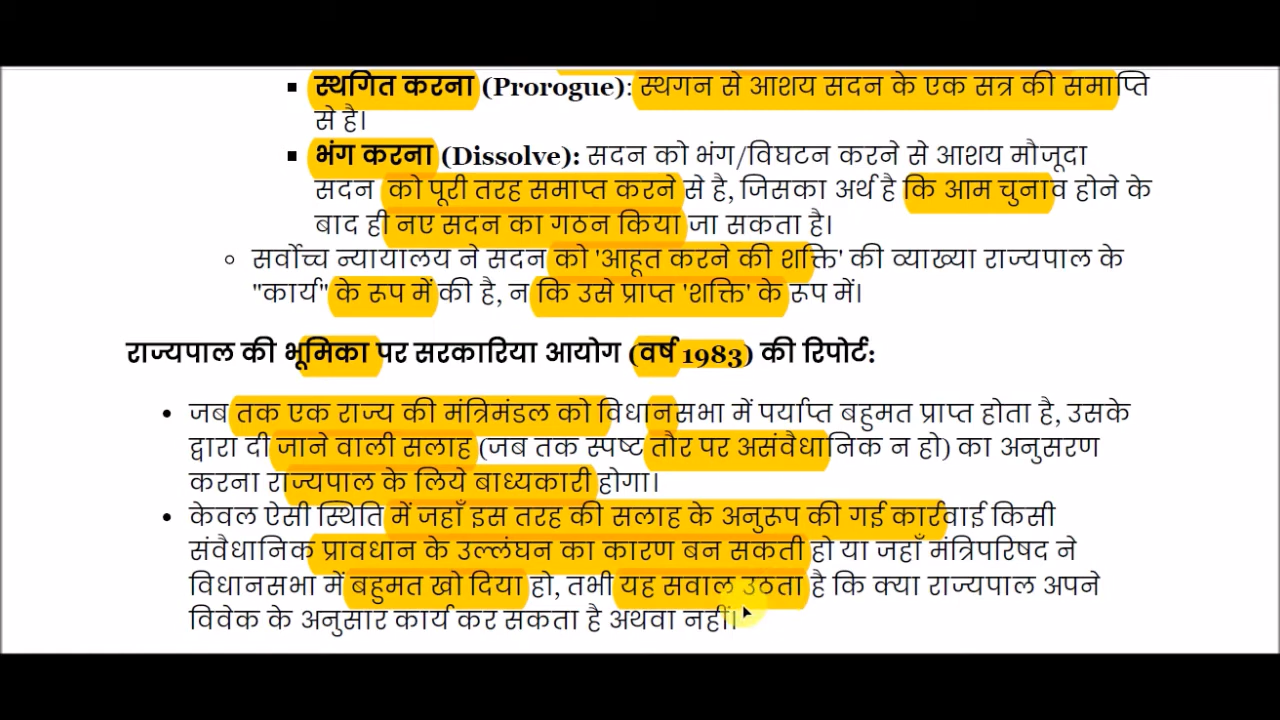 स्थगित करना (Prorogue): स्थगन से आशय सदन के एक सत्र की समाप्ति
से है।
भंग करना (Dissolve): सदन को भंग/विघटन करने से आशय मौजूदा
सदन को पूरी तरह समाप्त करने से है, जिसका अर्थ है कि आम चुनाव होने के
बाद ही नए सदन का गठन किया जा सकता है।
सर्वोच्च न्यायालय ने सदन को 'आहूत करने की शक्ति' की व्याख्या राज्यपाल के
"कार्य" के रूप में की है, न कि उसे प्राप्त 'शक्ति' के रूप में।
राज्यपाल की भूमिका पर सरकारिया आयोग (वर्ष 1983) की रिपोर्ट:
जब तक एक राज्य की मंत्रिमंडल को विधानसभा में पर्याप्त बहुमत प्राप्त होता है, उसके
द्वारा दी जाने वाली सलाह (जब तक स्पष्ट तौर पर असंवैधानिक न हो) का अनुसरण
करना राज्यपाल के लिये बाध्यकारी होगा।
केवल ऐसी स्थिति में जहाँ इस तरह की सलाह के अनुरूप की गई कार्रवाई किसी
संवैधानिक प्रावधान के उल्लंघन का कारण बन सकती हो या जहाँ मंत्रिपरिषद ने
विधानसभा में बहुमत खो दिया हो, तभी यह सवाल उठता है कि क्या राज्यपाल अपने
विवेक के अनुसार कार्य कर सकता है अथवा नहीं।